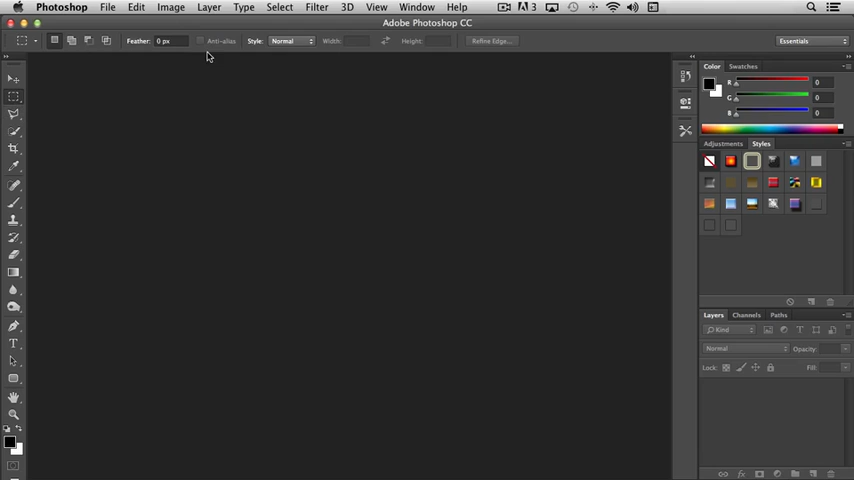 Photoshop File Edit Image Layer Type Select Filter 3D View Window Help 3
Adobe Photoshop CC
Feather: 0 px Anti-alias Style: Normal Width: Height: Refine Edge... Essentials
Color Swatches
R 0
G 0
B 0
Adjustments Styles
Layers Channels Paths
Kind
Normal Opacity:
Lock: Fill: